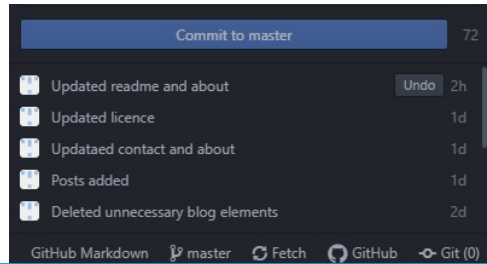 Commit to master 72
Updated readme and about Undo 2h
Updated licence 1d
Updataed contact and about 1d
Posts added 1d
Deleted unnecessary blog elements 2d
GitHub Markdown master Fetch GitHub Git (0)